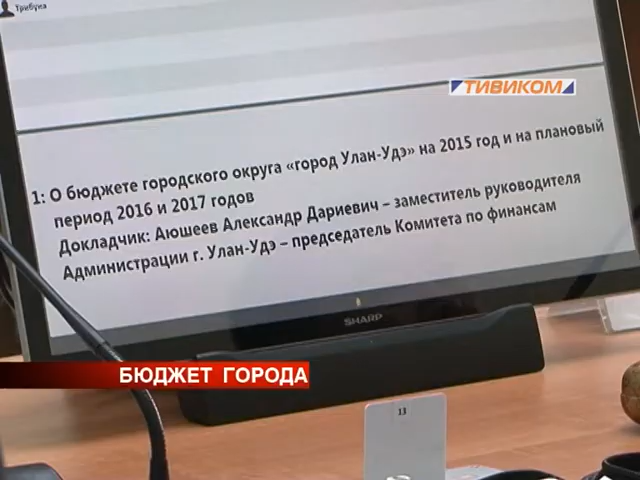 Трибуна
ТИВИКОМ
1: О бюджете городского округа «город Улан-Удэ» на 2015 год и на плановый
период 2016 и 2017 годов
Докладчик: Аюшеев Александр Дариевич – заместитель руководителя
Администрации г. Улан-Удэ – председатель Комитета по финансам
SHARP
БЮДЖЕТ ГОРОДА
13